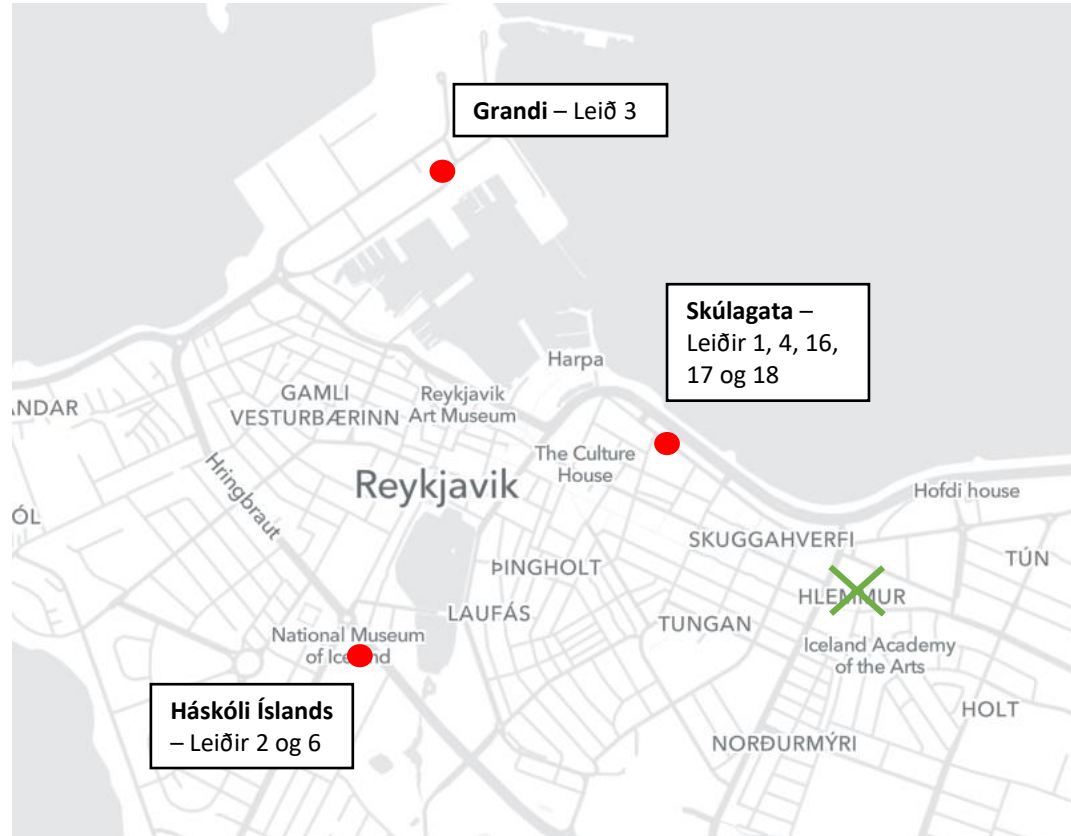 Grandi – Leið 3
Skúlagata –
Leiðir 1, 4, 16,
17 og 18
Harpa
GAMLI
VESTURBÆRINN
Reykjavik
Art Museum
ANDAR
The Culture
House
Reykjavik
Hringbraut
Hofdi house
ÓL
SKUGGAHVERFI
TÚN
ÞINGHOLT
HLEMMUR
LAUFÁS
TUNGAN
National Museum
of Iceland
Iceland Academy
of the Arts
Háskóli Íslands
– Leiðir 2 og 6
HOLT
NORÐURMÝRI